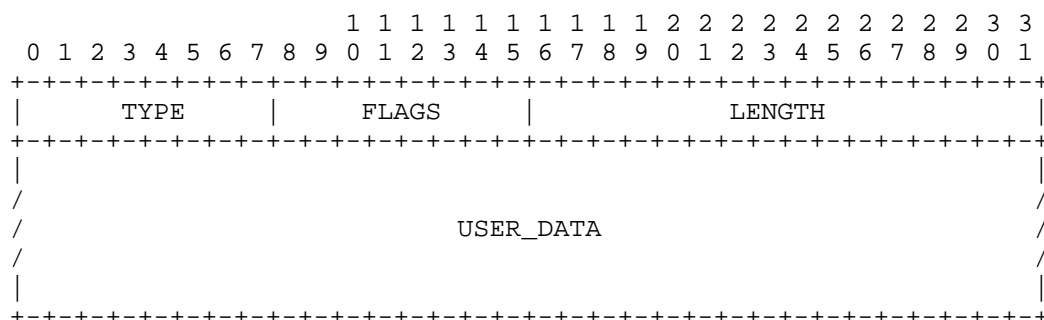 1 1 1 1 1 1 1 1 1 1 2 2 2 2 2 2 2 2 2 2 3 3
0 1 2 3 4 5 6 7 8 9 0 1 2 3 4 5 6 7 8 9 0 1 2 3 4 5 6 7 8 9 0 1
+-+-+-+-+-+-+-+-+-+-+-+-+-+-+-+-+-+-+-+-+-+-+-+-+-+-+-+-+-+-+-+-+
| TYPE | FLAGS | LENGTH |
+-+-+-+-+-+-+-+-+-+-+-+-+-+-+-+-+-+-+-+-+-+-+-+-+-+-+-+-+-+-+-+-+
| |
/ /
/ USER_DATA /
/ /
| |
+-+-+-+-+-+-+-+-+-+-+-+-+-+-+-+-+-+-+-+-+-+-+-+-+-+-+-+-+-+-+-+-+